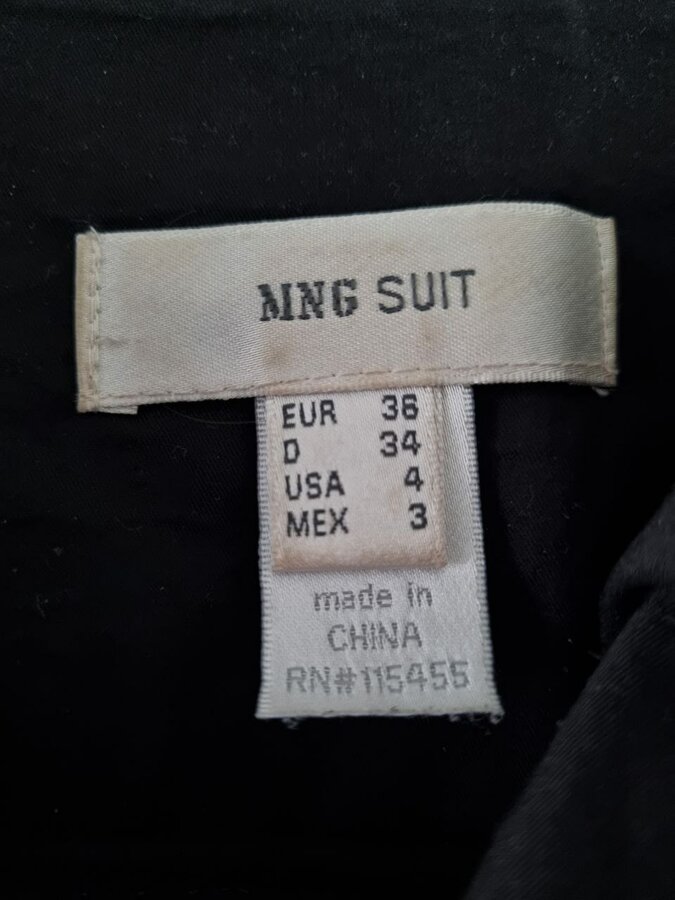 MNG SUIT
EUR 36
D 34
USA 4
MEX 3
made in
CHINA
RN#115455